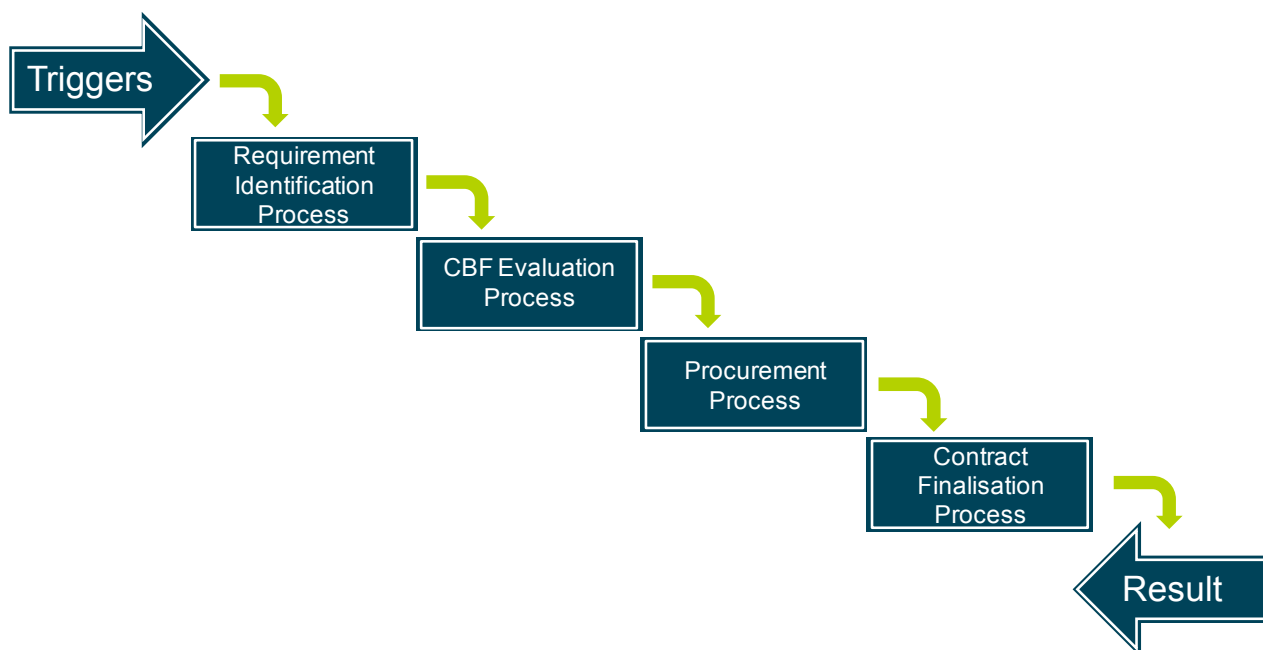 Triggers
Requirement
Identification
Process
CBF Evaluation
Process
Procurement
Process
Contract
Finalisation
Process
Result